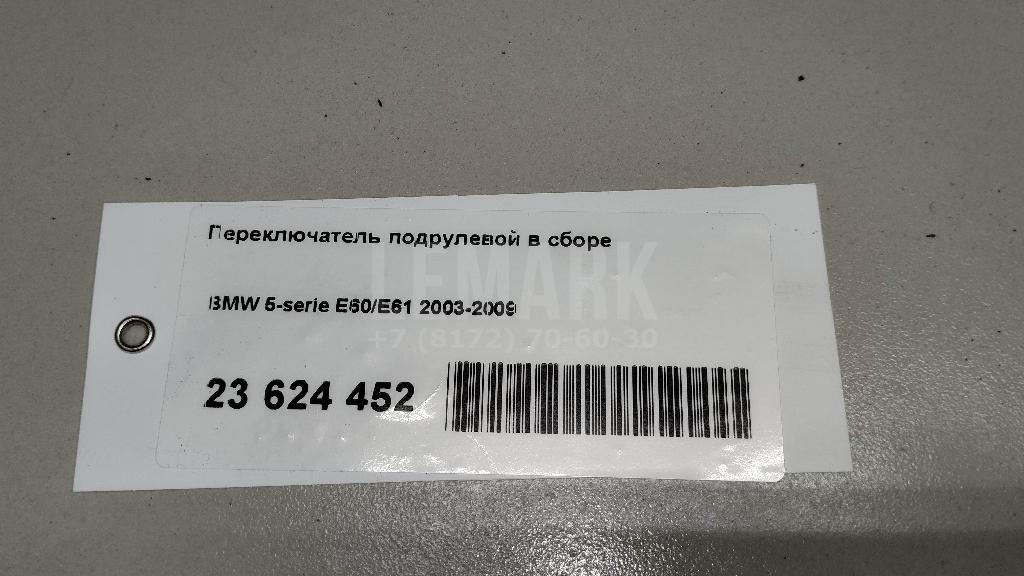 Переключатель подрулевой в сборе
LEMARK
BMW 5-serie E60/E61 2003-2009
+7 (8172) 70-60-30
23 624 452